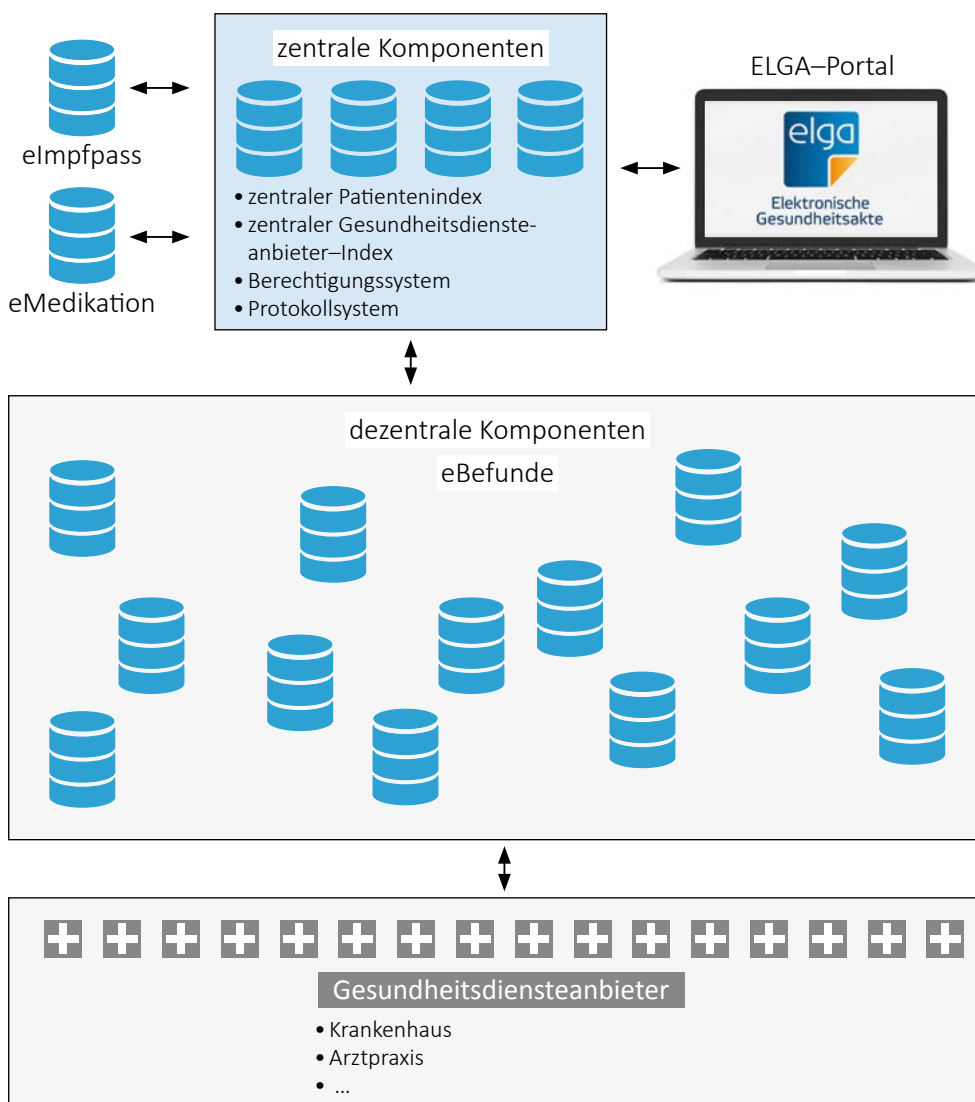 zentrale Komponenten
eImpfpass
eMedikation
• zentraler Patientenindex
• zentraler Gesundheitsdienste-
anbieter–Index
• Berechtigungssystem
• Protokollsystem
ELGA–Portal
elga
Elektronische
Gesundheitsakte
dezentrale Komponenten
eBefunde
Gesundheitsdiensteanbieter
• Krankenhaus
• Arztpraxis
• ...